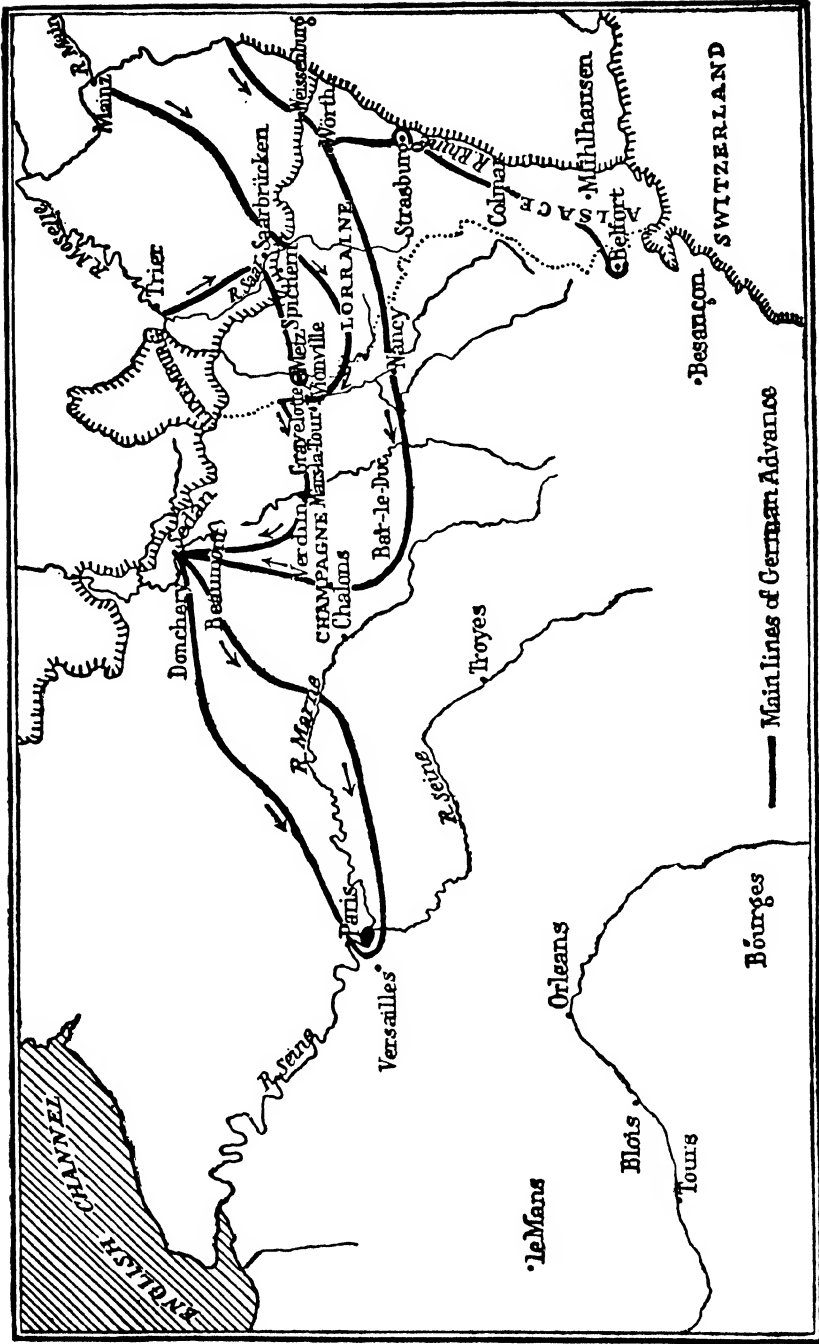 ENGLISH CHANNEL
R. Seine
Paris
Versailles
le Mans
Orleans
Blois
Tours
Bourges
R. Seine
Troyes
R. Marne
Donchery
Sedan
Beaumont
Verdun
CHAMPAGNE
Chalons
Bar-le-Duc
Gravelotte
Mars-la-Tour
Vionville
Metz
Nancy
LUXEMBURG
Trier
R. Moselle
R. Saar
Saarbrücken
Spichern
LORRAINE
Mainz
R. Main
Weissenburg
Wörth
Strasburg
R. Rhine
Colmar
ALSACE
Mühlhausen
Belfort
Besançon
SWITZERLAND
Main lines of German Advance